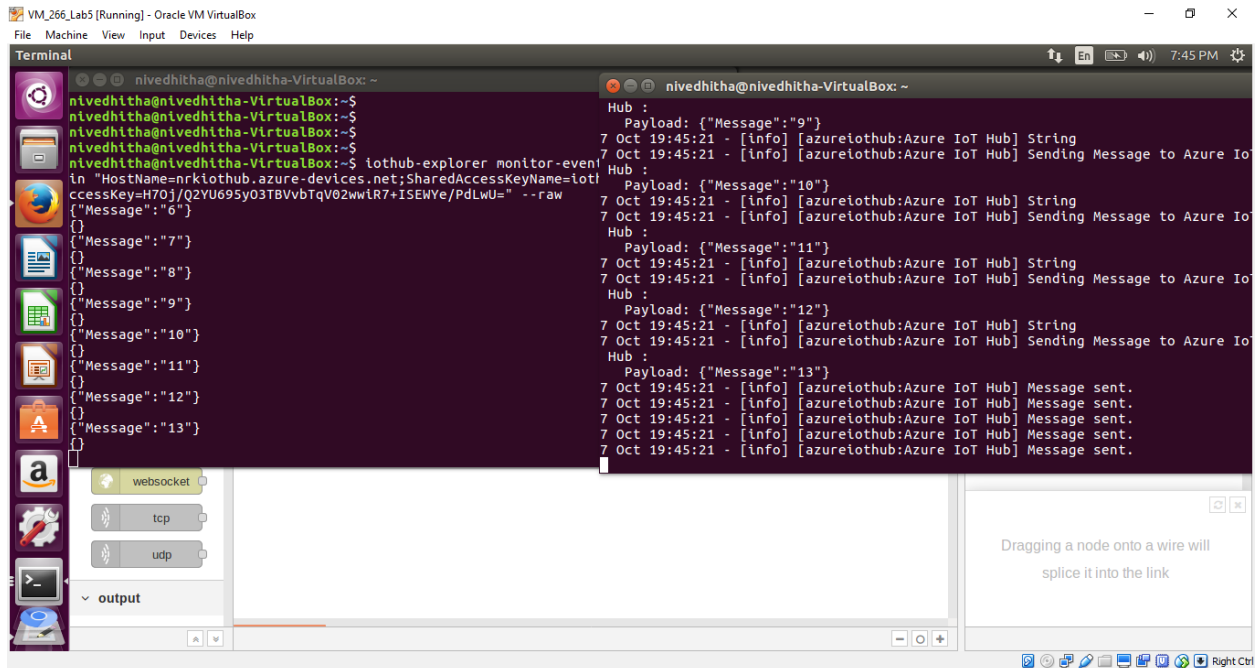 VM_266_Lab5 [Running] - Oracle VM VirtualBox
File Machine View Input Devices Help
Terminal
En
7:45 PM
nivedhitha@nivedhitha-VirtualBox: ~
nivedhitha@nivedhitha-VirtualBox:~$
nivedhitha@nivedhitha-VirtualBox:~$
nivedhitha@nivedhitha-VirtualBox:~$
nivedhitha@nivedhitha-VirtualBox:~$
nivedhitha@nivedhitha-VirtualBox:~$ iothub-explorer monitor-event
in "HostName=nrkiothub.azure-devices.net;SharedAccessKeyName=ioth
ccessKey=H7Oj/Q2YU695yO3TBVvbTqV02wwiR7+ISEWYe/PdLwU=" --raw
{"Message":"6"}
{}
{"Message":"7"}
{}
{"Message":"8"}
{}
{"Message":"9"}
{}
{"Message":"10"}
{}
{"Message":"11"}
{}
{"Message":"12"}
{}
{"Message":"13"}
{}
nivedhitha@nivedhitha-VirtualBox: ~
Hub :
Payload: {"Message":"9"}
7 Oct 19:45:21 - [info] [azureiothub:Azure IoT Hub] String
7 Oct 19:45:21 - [info] [azureiothub:Azure IoT Hub] Sending Message to Azure IoT
Hub :
Payload: {"Message":"10"}
7 Oct 19:45:21 - [info] [azureiothub:Azure IoT Hub] String
7 Oct 19:45:21 - [info] [azureiothub:Azure IoT Hub] Sending Message to Azure IoT
Hub :
Payload: {"Message":"11"}
7 Oct 19:45:21 - [info] [azureiothub:Azure IoT Hub] String
7 Oct 19:45:21 - [info] [azureiothub:Azure IoT Hub] Sending Message to Azure IoT
Hub :
Payload: {"Message":"12"}
7 Oct 19:45:21 - [info] [azureiothub:Azure IoT Hub] String
7 Oct 19:45:21 - [info] [azureiothub:Azure IoT Hub] Sending Message to Azure IoT
Hub :
Payload: {"Message":"13"}
7 Oct 19:45:21 - [info] [azureiothub:Azure IoT Hub] Message sent.
7 Oct 19:45:21 - [info] [azureiothub:Azure IoT Hub] Message sent.
7 Oct 19:45:21 - [info] [azureiothub:Azure IoT Hub] Message sent.
7 Oct 19:45:21 - [info] [azureiothub:Azure IoT Hub] Message sent.
7 Oct 19:45:21 - [info] [azureiothub:Azure IoT Hub] Message sent.
websocket
tcp
udp
output
Dragging a node onto a wire will
splice it into the link
Right Ctrl